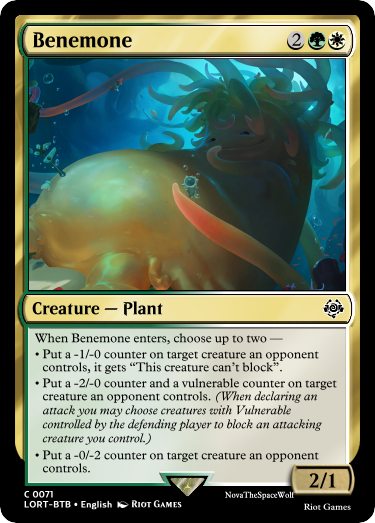 Benemone 2
Creature — Plant
When Benemone enters, choose up to two —
• Put a -1/-0 counter on target creature an opponent
controls, it gets “This creature can't block”.
• Put a -2/-0 counter and a vulnerable counter on target
creature an opponent controls. (When declaring an
attack you may choose creatures with Vulnerable
controlled by the defending player to block an attacking
creature you control.)
• Put a -0/-2 counter on target creature an opponent
controls.
2/1
C 0071
LORT-BTB • English Riot Games
NovaTheSpaceWolf
Riot Games